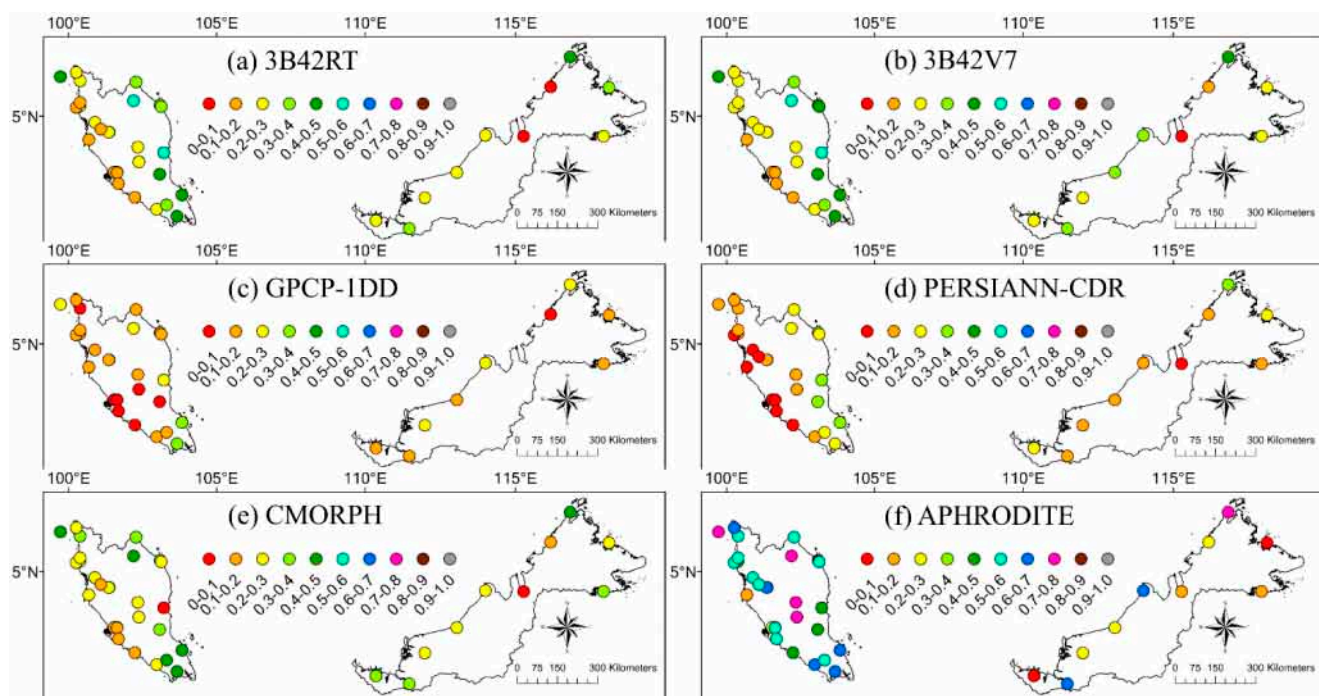 100°E 105°E 110°E 115°E 100°E 105°E 110°E 115°E
(a) 3B42RT
5°N
0-0.1 0.1-0.2 0.2-0.3 0.3-0.4 0.4-0.5 0.5-0.6 0.6-0.7 0.7-0.8 0.8-0.9 0.9-1.0
0 75 150 300 Kilometers
(b) 3B42V7
5°N
0-0.1 0.1-0.2 0.2-0.3 0.3-0.4 0.4-0.5 0.5-0.6 0.6-0.7 0.7-0.8 0.8-0.9 0.9-1.0
0 75 150 300 Kilometers
100°E 105°E 110°E 115°E 100°E 105°E 110°E 115°E
(c) GPCP-1DD
5°N
0-0.1 0.1-0.2 0.2-0.3 0.3-0.4 0.4-0.5 0.5-0.6 0.6-0.7 0.7-0.8 0.8-0.9 0.9-1.0
0 75 150 300 Kilometers
(d) PERSIANN-CDR
5°N
0-0.1 0.1-0.2 0.2-0.3 0.3-0.4 0.4-0.5 0.5-0.6 0.6-0.7 0.7-0.8 0.8-0.9 0.9-1.0
0 75 150 300 Kilometers
100°E 105°E 110°E 115°E 100°E 105°E 110°E 115°E
(e) CMORPH
5°N
0-0.1 0.1-0.2 0.2-0.3 0.3-0.4 0.4-0.5 0.5-0.6 0.6-0.7 0.7-0.8 0.8-0.9 0.9-1.0
0 75 150 300 Kilometers
(f) APHRODITE
5°N
0-0.1 0.1-0.2 0.2-0.3 0.3-0.4 0.4-0.5 0.5-0.6 0.6-0.7 0.7-0.8 0.8-0.9 0.9-1.0
0 75 150 300 Kilometers